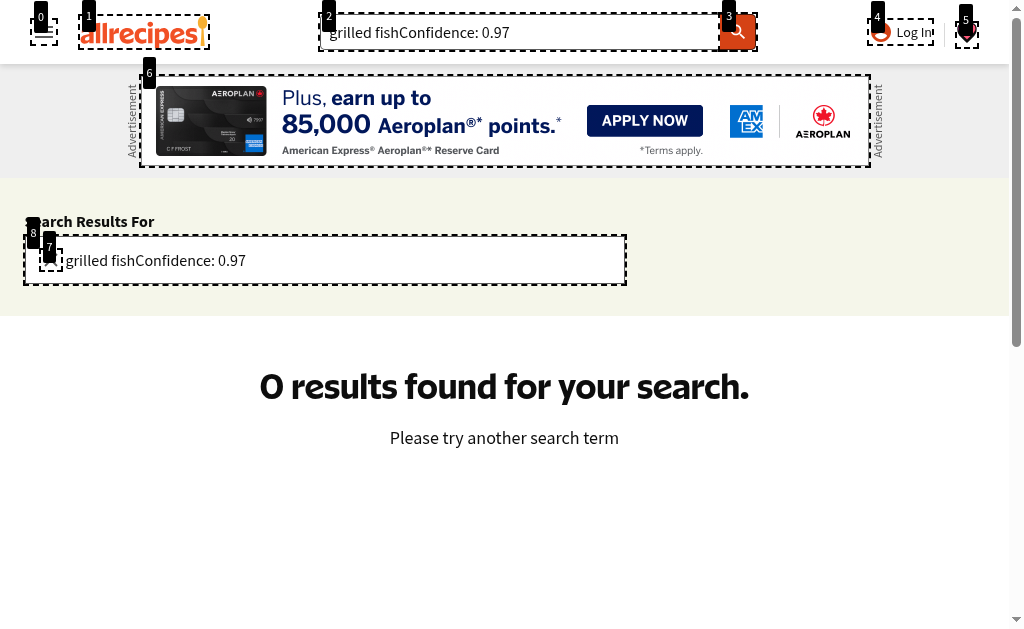 0
1
2
3
4
5
allrecipes
grilled fishConfidence: 0.97
Log In
6
Advertisement
AEROPLAN
AMERICAN EXPRESS
7997
C F FROST
Plus, earn up to
85,000 Aeroplan®* points.*
American Express® Aeroplan®* Reserve Card
APPLY NOW
*Terms apply.
AM
EX
AEROPLAN
Advertisement
Search Results For
8
7
grilled fishConfidence: 0.97
0 results found for your search.
Please try another search term